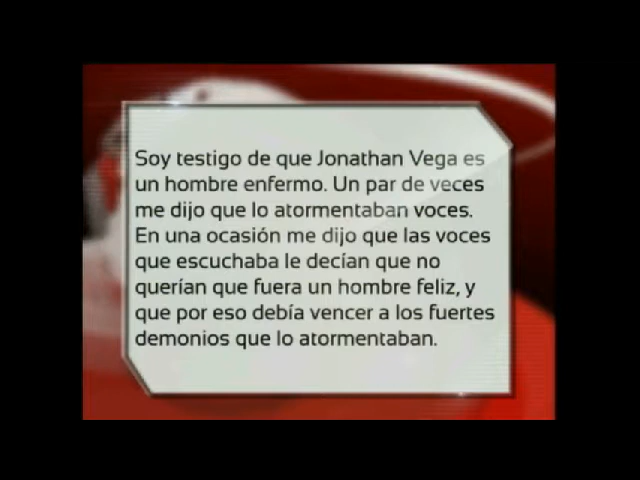 Soy testigo de que Jonathan Vega es
un hombre enfermo. Un par de veces
me dijo que lo atormentaban voces.
En una ocasión me dijo que las voces
que escuchaba le decían que no
querían que fuera un hombre feliz, y
que por eso debía vencer a los fuertes
demonios que lo atormentaban.